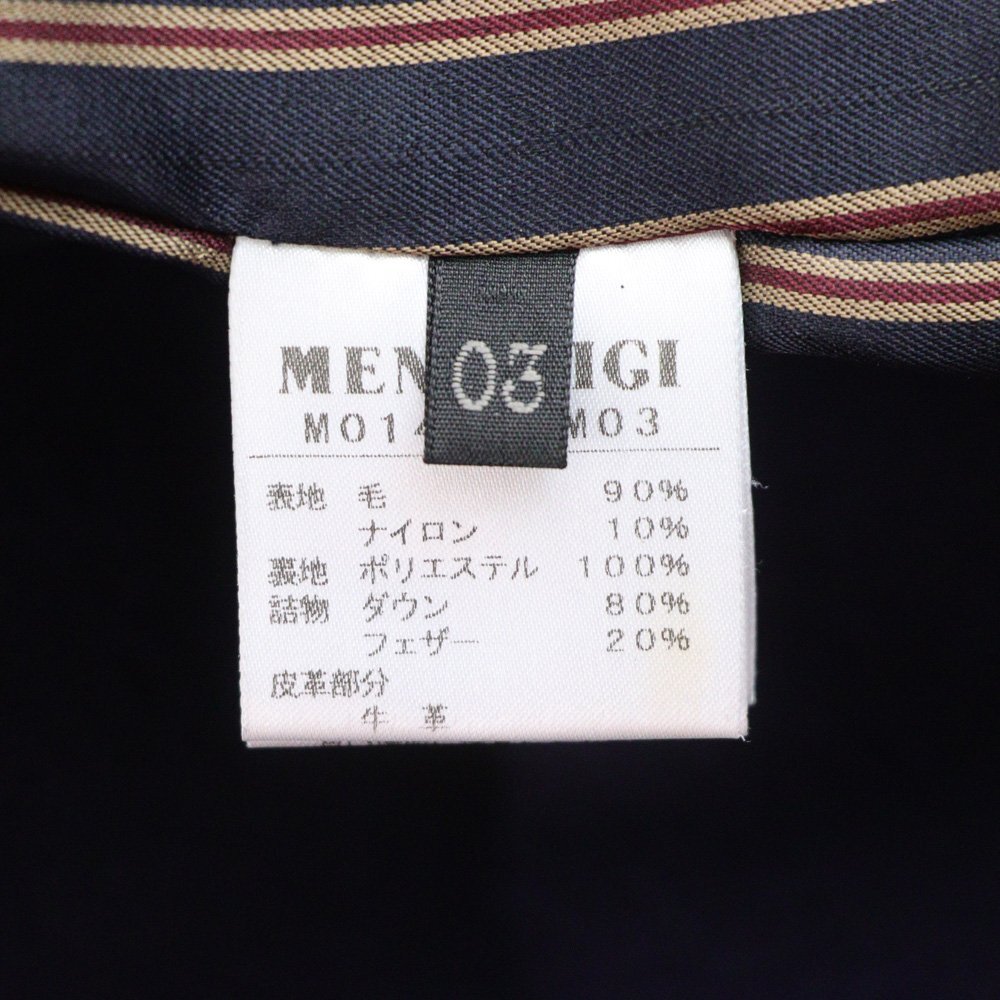 03
MEN IGI
M014 M03
表地 毛 90%
ナイロン 10%
裏地 ポリエステル 100%
詰物 ダウン 80%
フェザー 20%
皮革部分
牛 革